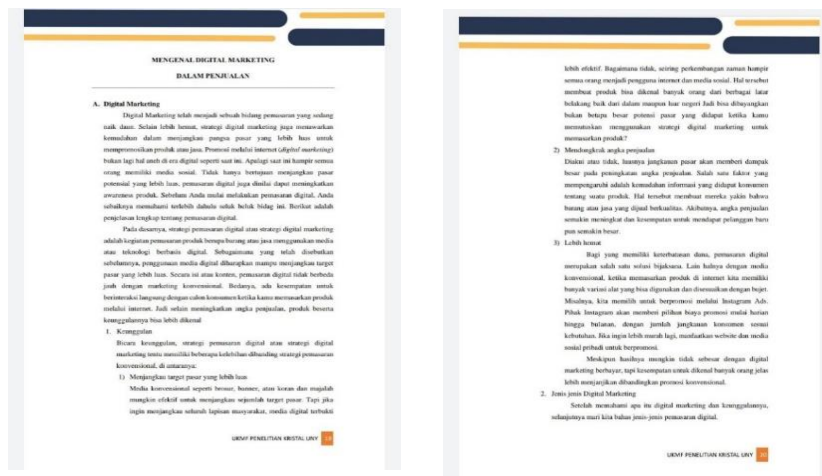 MENGENAL DIGITAL MARKETING
DALAM PENJUALAN
A. Digital Marketing
Digital Marketing telah menjadi sebuah bidang pemasaran yang sedang
naik daun. Selain lebih hemat, strategi digital marketing juga menawarkan
kemudahan dalam menjangkau pangsa pasar yang lebih luas untuk
mempromosikan produk atau jasa. Promosi melalui internet (digital marketing)
bukan lagi hal aneh di era digital seperti saat ini. Apalagi saat ini hampir semua
orang memiliki media sosial. Tidak hanya bertujuan menjangkau pasar
potensial yang lebih luas, pemasaran digital juga dinilai dapat meningkatkan
awareness produk. Sebelum Anda mulai melakukan pemasaran digital, Anda
sebaiknya memahami terlebih dahulu seluk beluk bidang ini. Berikut adalah
penjelasan lengkap tentang pemasaran digital.
Pada dasarnya, strategi pemasaran digital atau strategi digital marketing
adalah kegiatan pemasaran produk berupa barang atau jasa menggunakan media
atau teknologi berbasis digital. Sebagaimana yang telah disebutkan
sebelumnya, penggunaan media digital diharapkan mampu menjangkau target
pasar yang lebih luas. Secara isi atau konten, pemasaran digital tidak berbeda
jauh dengan marketing konvensional. Bedanya, ada kesempatan untuk
berinteraksi langsung dengan calon konsumen ketika kamu memasarkan produk
melalui internet. Jadi selain meningkatkan angka penjualan, produk beserta
keunggulannya bisa lebih dikenal
1. Keunggulan
Bicara keunggulan, strategi pemasaran digital atau strategi digital
marketing tentu memiliki beberapa kelebihan dibanding strategi pemasaran
konvensional, di antaranya:
1) Menjangkau target pasar yang lebih luas
Media konvensional seperti brosur, banner, atau koran dan majalah
mungkin efektif untuk menjangkau sejumlah target pasar. Tapi jika
ingin menjangkau seluruh lapisan masyarakat, media digital terbukti
UKMF PENELITIAN KRISTAL UNY
lebih efektif. Bagaimana tidak, seiring perkembangan zaman hampir
semua orang menjadi pengguna internet dan media sosial. Hal tersebut
membuat produk bisa dikenal banyak orang dari berbagai latar
belakang baik dari dalam maupun luar negeri Jadi bisa dibayangkan
bukan betapa besar potensi pasar yang didapat ketika kamu
memutuskan menggunakan strategi digital marketing untuk
memasarkan produk?
2) Mendongkrak angka penjualan
Diakui atau tidak, luasnya jangkauan pasar akan memberi dampak
besar pada peningkatan angka penjualan. Salah satu faktor yang
mempengaruhi adalah kemudahan informasi yang didapat konsumen
tentang suatu produk. Hal tersebut membuat mereka yakin bahwa
barang atau jasa yang dijual berkualitas. Akibatnya, angka penjualan
semakin meningkat dan kesempatan untuk mendapat pelanggan baru
pun semakin besar.
3) Lebih hemat
Bagi yang memiliki keterbatasan dana, pemasaran digital
merupakan salah satu solusi bijaksana. Lain halnya dengan media
konvensional, ketika memasarkan produk di internet kita memiliki
banyak variasi alat yang bisa digunakan dan disesuaikan dengan bujet.
Misalnya, kita memilih untuk berpromosi melalui Instagram Ads.
Pihak Instagram akan memberi pilihan biaya promosi mulai harian
hingga bulanan, dengan jumlah jangkauan konsumen sesuai
kebutuhan. Jika ingin lebih murah lagi, manfaatkan website dan media
sosial pribadi untuk berpromosi.
Meskipun hasilnya mungkin tidak sebesar dengan digital
marketing berbayar, tapi kesempatan untuk dikenal banyak orang jelas
lebih menjanjikan dibandingkan promosi konvensional.
2. Jenis jenis Digital Marketing
Setelah memahami apa itu digital marketing dan keunggulannya,
selanjutnya mari kita bahas jenis-jenis pemasaran digital.
UKMF PENELITIAN KRISTAL UNY